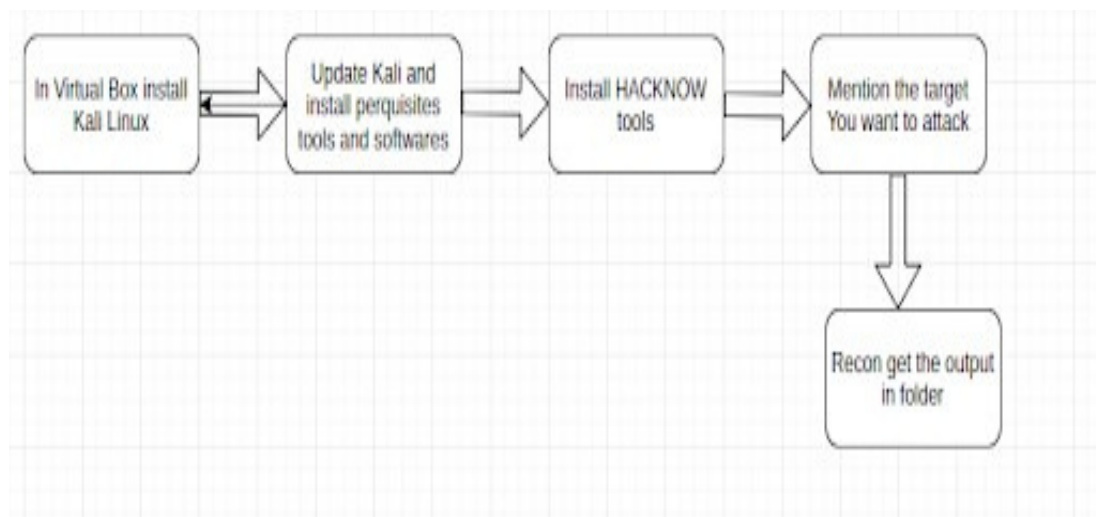 In Virtual Box install
Kali Linux
Update Kali and
install perquisites
tools and softwares
Install HACKNOW
tools
Mention the target
You want to attack
Recon get the output
in folder